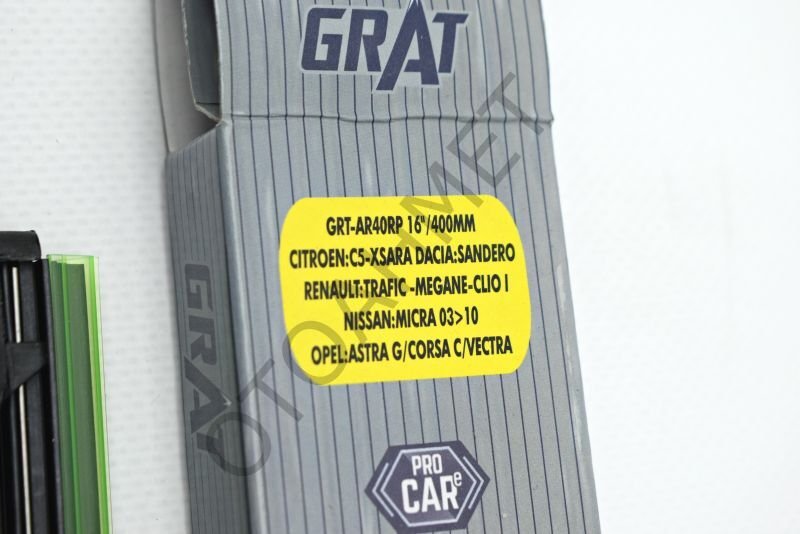 GRAT
GRT-AR40RP 16"/400MM
CITROEN:C5-XSARA DACIA:SANDERO
RENAULT:TRAFIC -MEGANE-CLIO I
NISSAN:MICRA 03>10
OPEL:ASTRA G/CORSA C/VECTRA
GRAT
PRO
CARe
OTOAHMET